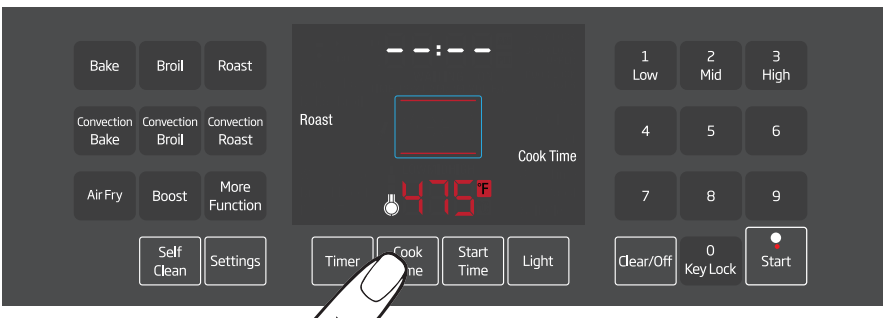 Bake
Broil
Roast
Convection
Bake
Convection
Broil
Convection
Roast
Air Fry
Boost
More
Function
Self
Clean
Settings
--:--
Roast
Cook Time
475°F
Timer
Cook
me
Start
Time
Light
1
Low
2
Mid
3
High
4
5
6
7
8
9
Clear/Off
0
Key Lock
Start